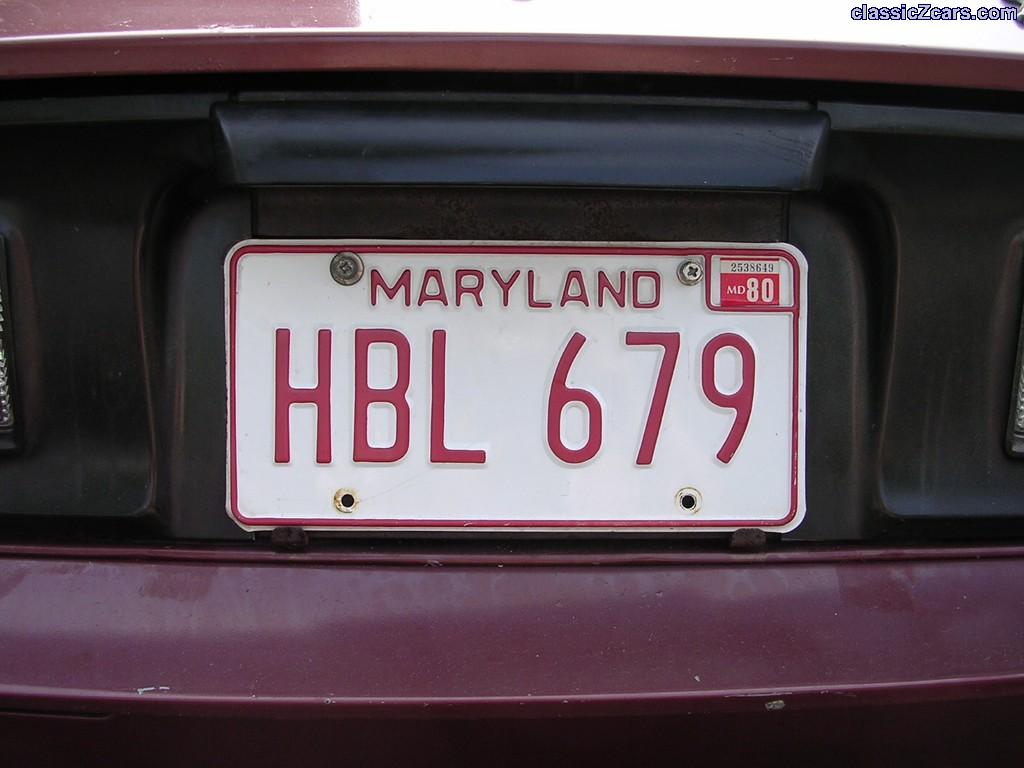 classicZcars.com
MARYLAND
2538649
MD 80
HBL 679